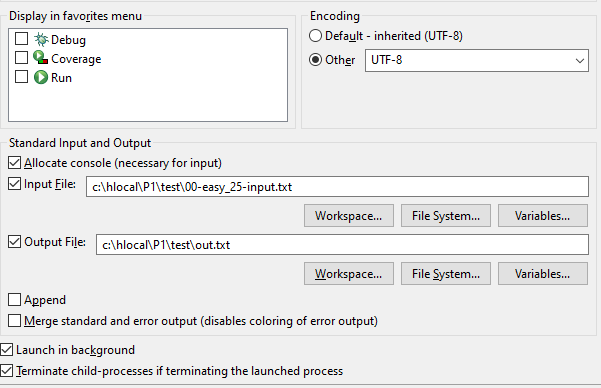 Display in favorites menu
Debug
Coverage
Run
Encoding
Default - inherited (UTF-8)
Other UTF-8
Standard Input and Output
Allocate console (necessary for input)
Input File: c:\hlocal\P1\test\00-easy_25-input.txt
Workspace... File System... Variables...
Output File: c:\hlocal\P1\test\out.txt
Workspace... File System... Variables...
Append
Merge standard and error output (disables coloring of error output)
Launch in background
Terminate child-processes if terminating the launched process